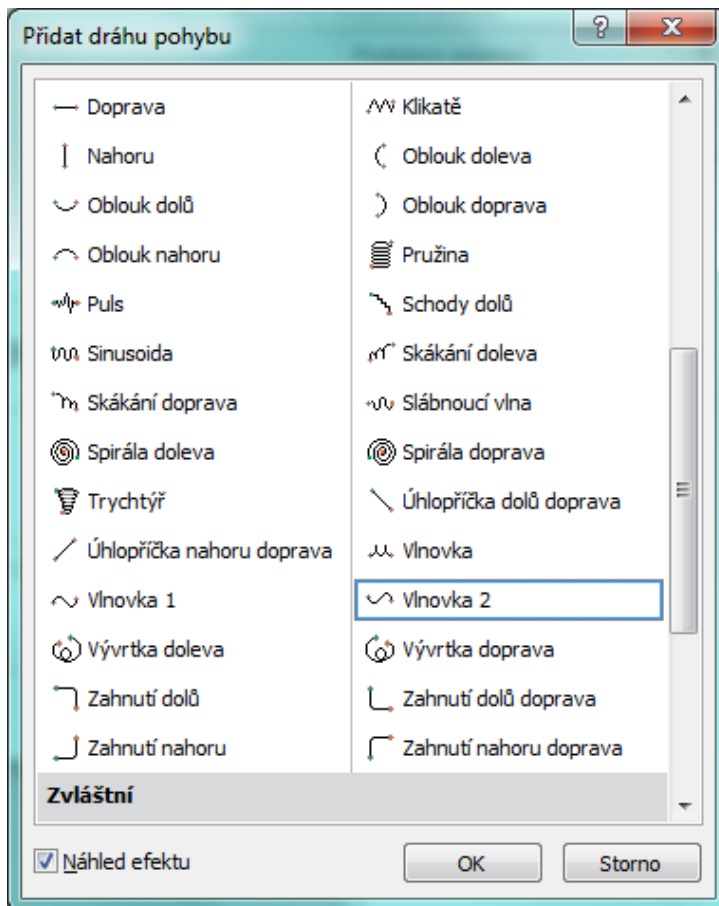 Přidat dráhu pohybu
Doprava
Klikatě
Nahoru
Oblouk doleva
Oblouk dolů
Oblouk doprava
Oblouk nahoru
Pružina
Puls
Schody dolů
Sinusoida
Skákání doleva
Skákání doprava
Slábnoucí vlna
Spirála doleva
Spirála doprava
Trychtýř
Úhlopříčka dolů doprava
Úhlopříčka nahoru doprava
Vlnovka
Vlnovka 1
Vlnovka 2
Vývrtka doleva
Vývrtka doprava
Zahnutí dolů
Zahnutí dolů doprava
Zahnutí nahoru
Zahnutí nahoru doprava
Zvláštní
Náhled efektu
OK
Storno